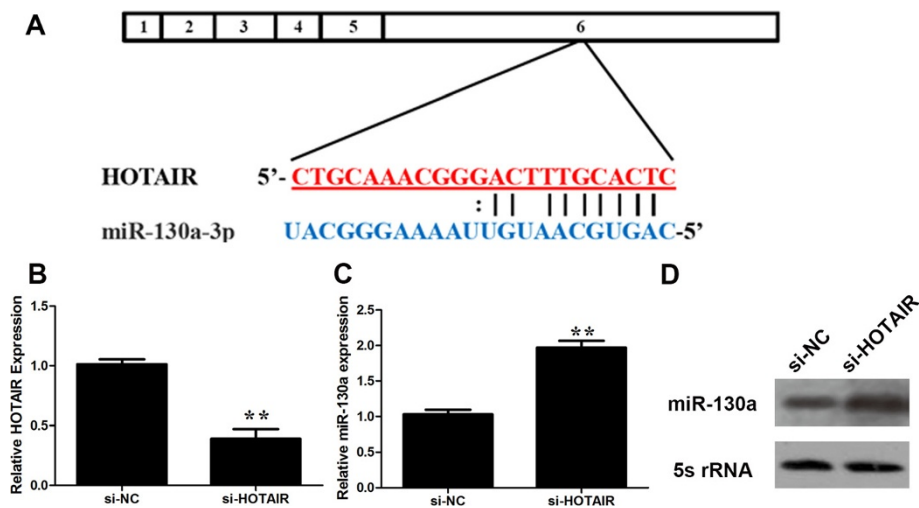 A
1 2 3 4 5 6
HOTAIR 5'- CTGCAAACGGGACTTTGCACTC
: | | | | | | | | |
miR-130a-3p UACGGGAAAAUUGUAACGUGAC-5'
B
Relative HOTAIR Expression
1.5
1.0
0.5
0.0
**
si-NC si-HOTAIR
C
Relative miR-130a expression
2.5
2.0
1.5
1.0
0.5
0.0
**
si-NC si-HOTAIR
D
si-NC si-HOTAIR
miR-130a
5s rRNA